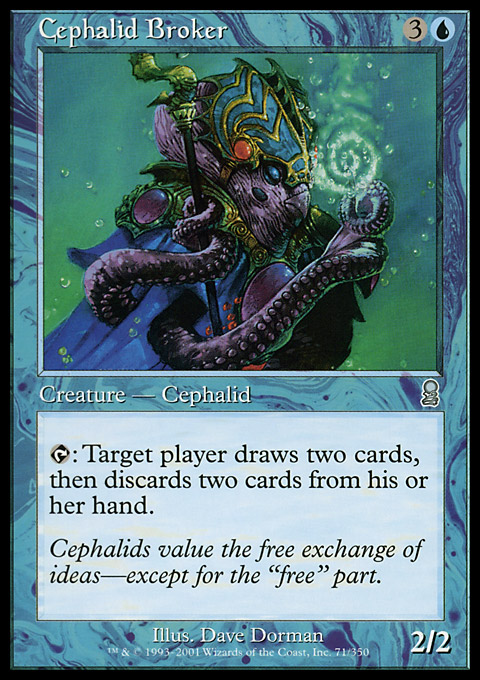 Cephalid Broker 3
Creature — Cephalid
: Target player draws two cards,
then discards two cards from his or
her hand.
Cephalids value the free exchange of
ideas—except for the “free” part.
Illus. Dave Dorman
2/2
™ & © 1993–2001 Wizards of the Coast, Inc. 71/350